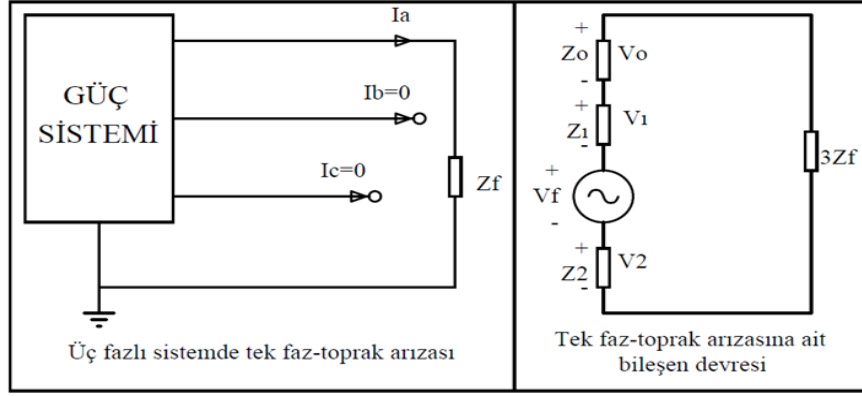 GÜÇ
SİSTEMİ
Ia
Ib=0
Ic=0
Zf
Üç fazlı sistemde tek faz-toprak arızası
+
Zo Vo
-
+
Z1 V1
-
+
Vf
-
+
Z2 V2
-
3Zf
Tek faz-toprak arızasına ait
bileşen devresi